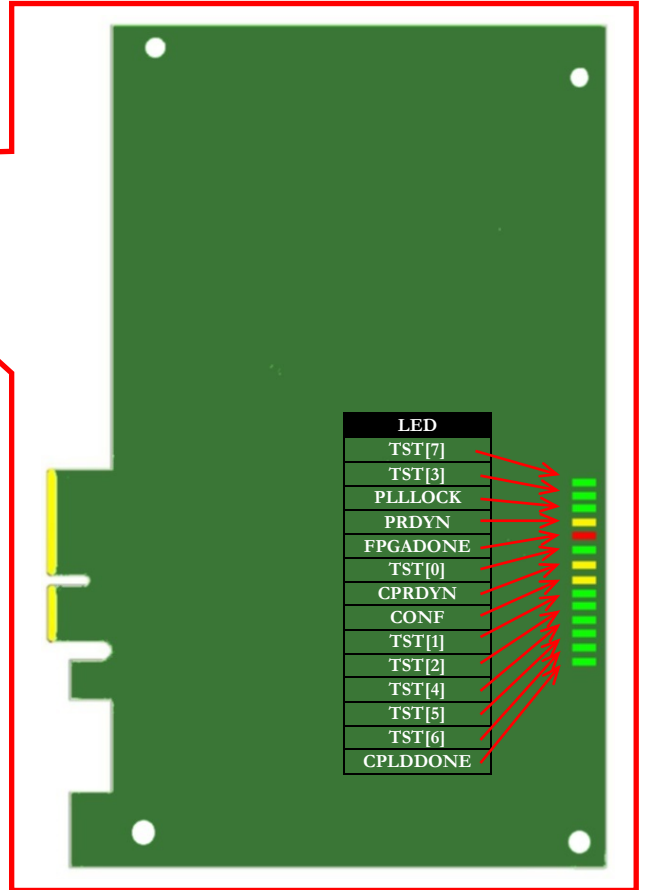 LED
TST[7]
TST[3]
PLLLOCK
PRDYN
FPGADONE
TST[0]
CPRDYN
CONF
TST[1]
TST[2]
TST[4]
TST[5]
TST[6]
CPLDDONE